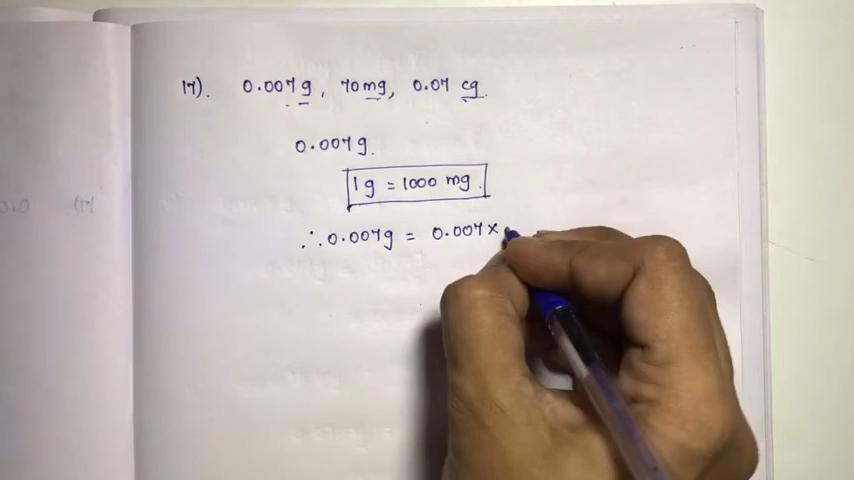 17). 0.007g, 70mg, 0.07 cg.
0.007g.
1g = 1000 mg.
∴ 0.007g = 0.007×